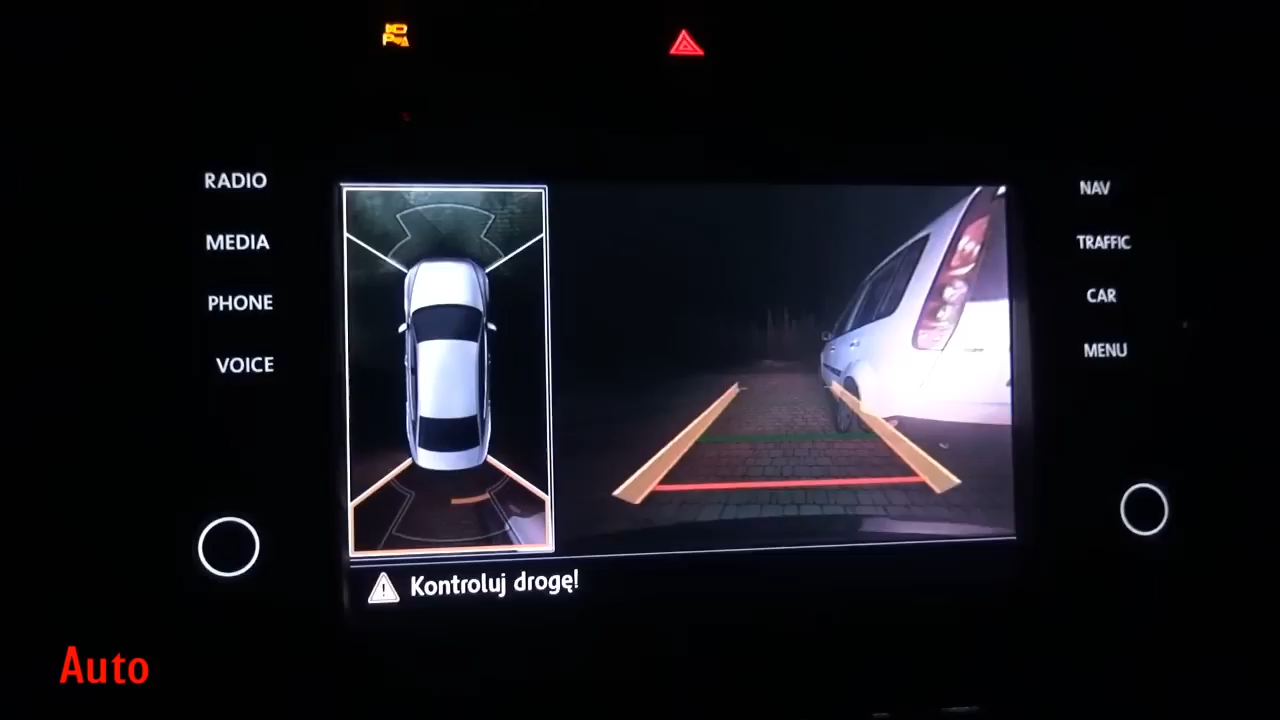 P
RADIO
MEDIA
PHONE
VOICE
NAV
TRAFFIC
CAR
MENU
Kontroluj drogę!
Auto